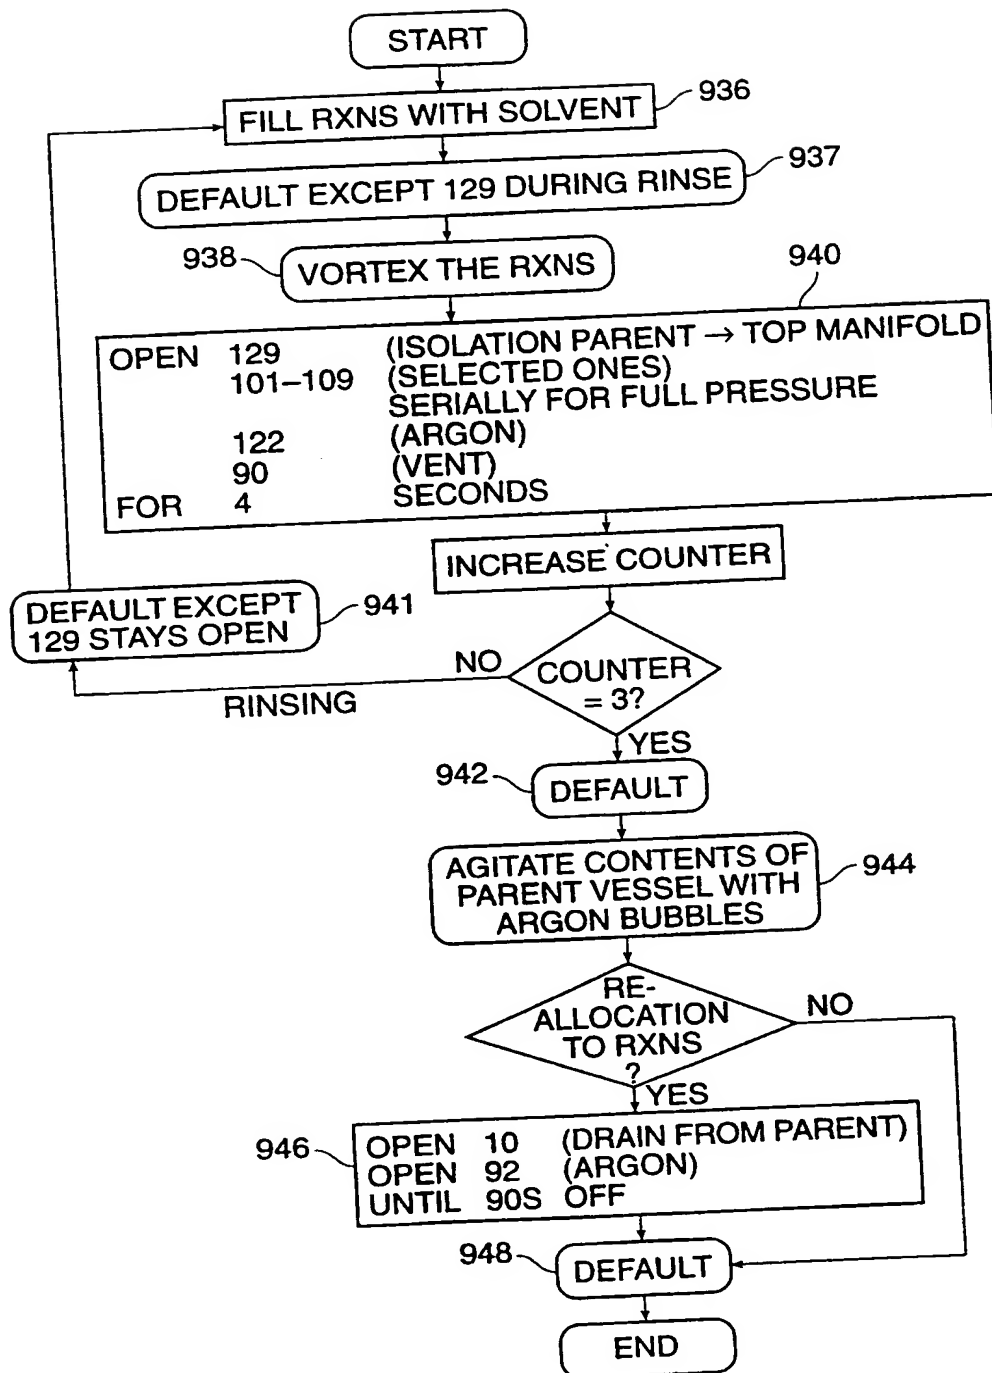 START
FILL RXNS WITH SOLVENT
936
DEFAULT EXCEPT 129 DURING RINSE
937
938
VORTEX THE RXNS
940
OPEN 129 (ISOLATION PARENT → TOP MANIFOLD
101–109 (SELECTED ONES)
SERIALLY FOR FULL PRESSURE
122 (ARGON)
90 (VENT)
FOR 4 SECONDS
INCREASE COUNTER
DEFAULT EXCEPT
129 STAYS OPEN
941
NO
COUNTER
= 3?
RINSING
YES
942
DEFAULT
AGITATE CONTENTS OF
PARENT VESSEL WITH
ARGON BUBBLES
944
RE-
ALLOCATION
TO RXNS
?
NO
YES
946
OPEN 10 (DRAIN FROM PARENT)
OPEN 92 (ARGON)
UNTIL 90S OFF
948
DEFAULT
END